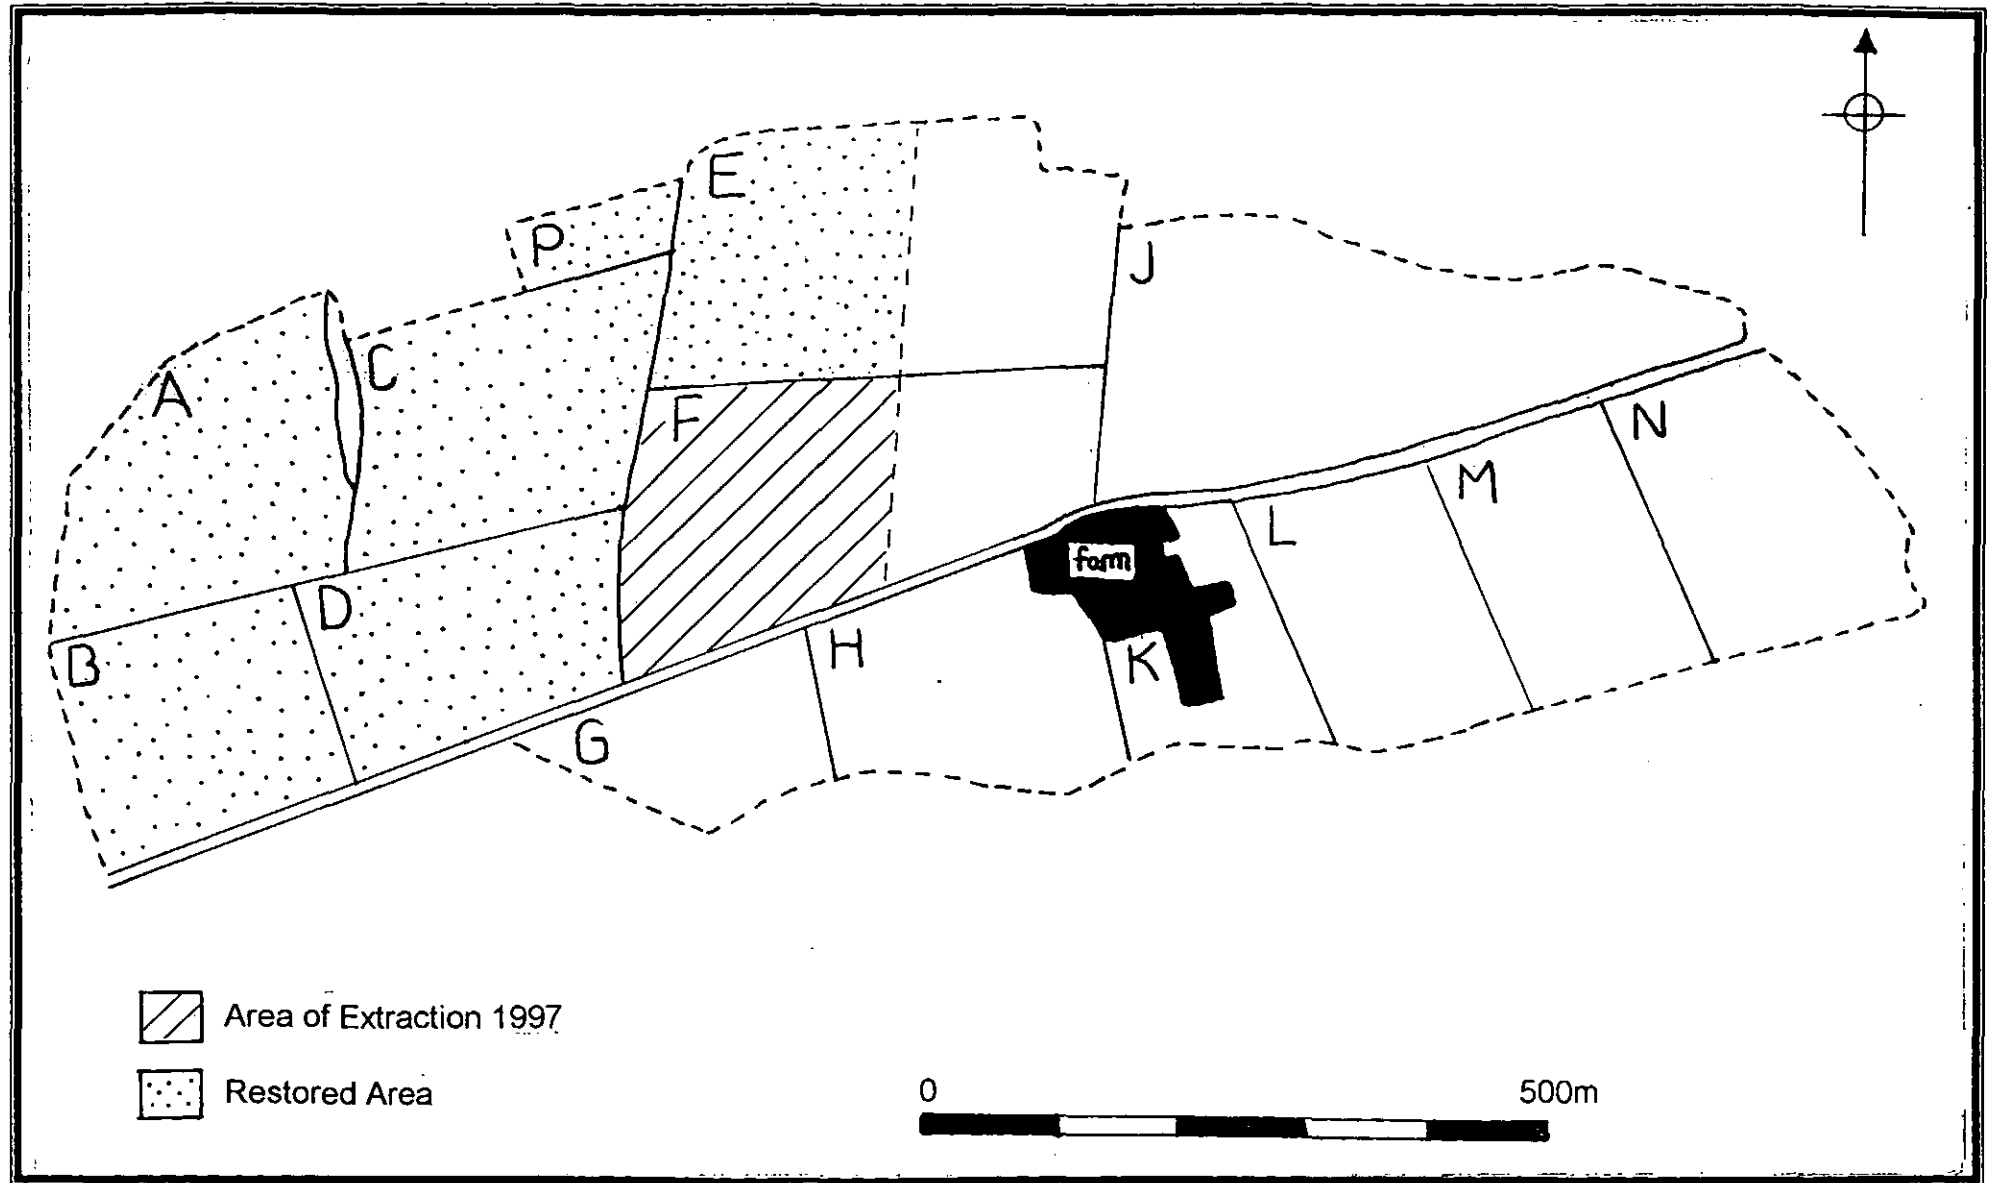 E
P
J
C
A
F
N
M
L
farm
D
H
K
B
G
Area of Extraction 1997
Restored Area
0 500m